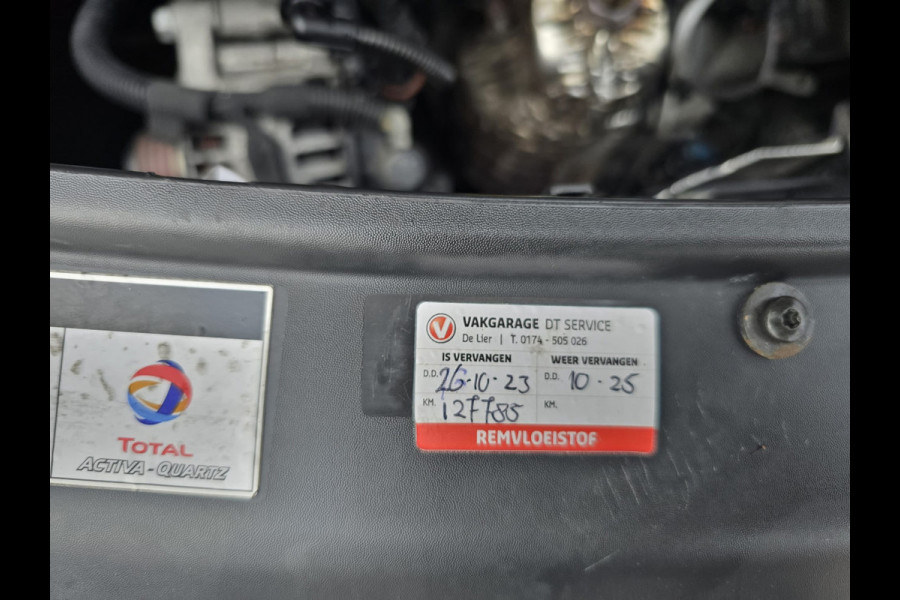 TOTAL
ACTIVA-QUARTZ
V VAKGARAGE DT SERVICE
De Lier | T. 0174 - 505 026
IS VERVANGEN WEER VERVANGEN
D.D. 26-10-23 D.D. 10-25
KM. 127785 KM.
REMVLOEISTOF